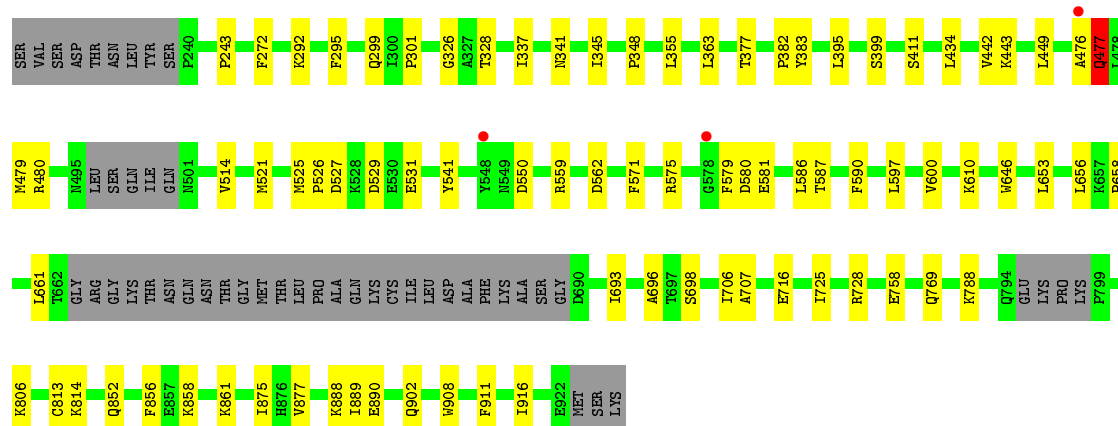 SER VAL SER ASP THR ASN LEU TYR SER P240 P243 F272 K292 F295 Q299 I300 P301 G326 A327 T328 I337 N341 I345 P348 L355 L363 T377 P382 Y383 L395 S399 S411 L434 V442 K443 L449 A476 Q477 L478
M479 R480 N495 LEU SER GLN ILE GLN N501 V514 M521 M525 P526 D527 K528 D529 E530 E531 Y541 Y548 N549 D550 R559 D562 F571 R575 G578 F579 D580 E581 L586 T587 F590 L597 V600 K610 W646 L653 L656 K657
L661 T662 GLY ARG GLY LYS THR ASN GLN ASN THR GLY MET THR LEU PRO ALA GLN LYS CYS ILE LEU ASP ALA PHE LYS ALA SER GLY D690 I693 A696 T697 S698 I706 A707 E716 I725 R728 E758 Q769 K788 Q794 GLU LYS PRO LYS P799
K806 C813 K814 Q852 F856 E857 K858 K861 I875 H876 V877 K888 I889 E890 Q902 W908 F911 I916 E922 MET SER LYS